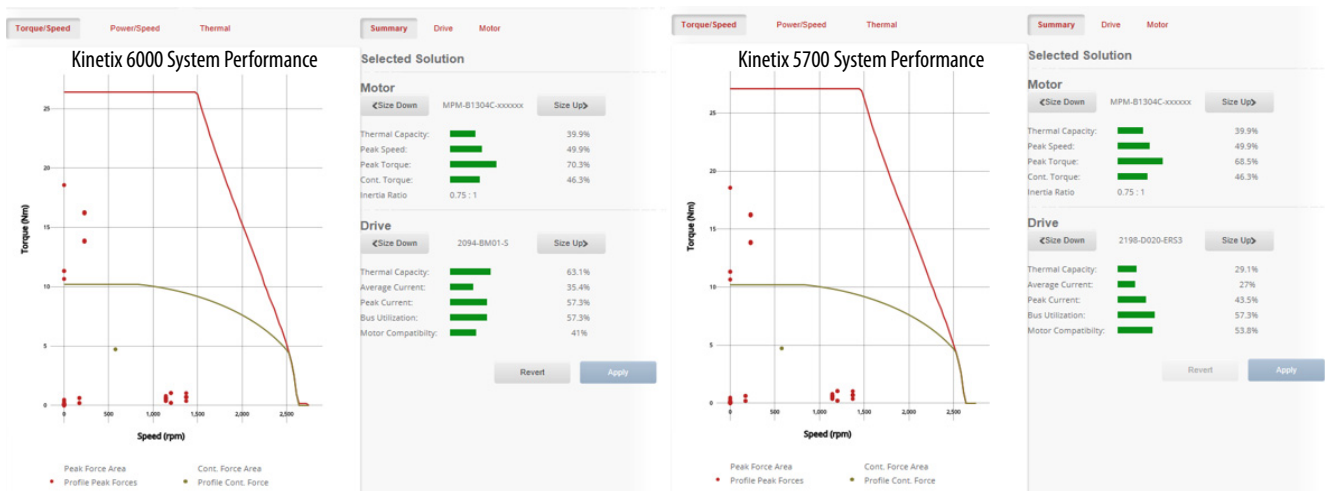 Torque/Speed Power/Speed Thermal
Kinetix 6000 System Performance
25
20
15
10
5
0
Torque (Nm)
0 500 1,000 1,500 2,000 2,500
Speed (rpm)
Peak Force Area Cont. Force Area
Profile Peak Forces Profile Cont. Force
Summary Drive Motor
Selected Solution
Motor
❮Size Down MPM-B1304C-xxxxxx Size Up❯
Thermal Capacity: 39.9%
Peak Speed: 49.9%
Peak Torque: 70.3%
Cont. Torque: 46.3%
Inertia Ratio 0.75 : 1
Drive
❮Size Down 2094-BM01-S Size Up❯
Thermal Capacity: 63.1%
Average Current: 35.4%
Peak Current: 57.3%
Bus Utilization: 57.3%
Motor Compatibilty: 41%
Revert Apply
Torque/Speed Power/Speed Thermal
Kinetix 5700 System Performance
25
20
15
10
5
0
Torque (Nm)
0 500 1,000 1,500 2,000 2,500
Speed (rpm)
Peak Force Area Cont. Force Area
Profile Peak Forces Profile Cont. Force
Summary Drive Motor
Selected Solution
Motor
❮Size Down MPM-B1304C-xxxxxx Size Up❯
Thermal Capacity: 39.9%
Peak Speed: 49.9%
Peak Torque: 68.5%
Cont. Torque: 46.3%
Inertia Ratio 0.75 : 1
Drive
❮Size Down 2198-D020-ERS3 Size Up❯
Thermal Capacity: 29.1%
Average Current: 27%
Peak Current: 43.5%
Bus Utilization: 57.3%
Motor Compatibilty: 53.8%
Revert Apply